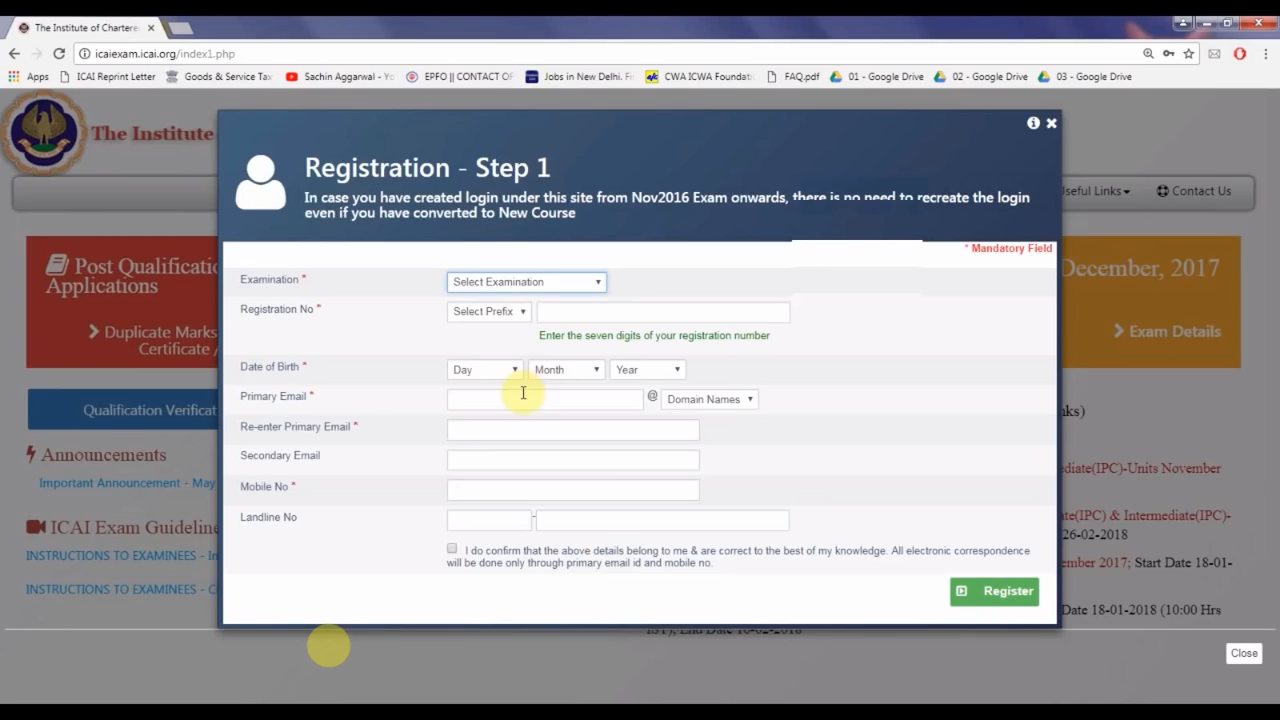 The Institute of Chartere
icaiexam.icai.org/index1.php
Apps
ICAI Reprint Letter
Goods & Service Tax
Sachin Aggarwal - Yo
EPFO || CONTACT OF
Jobs in New Delhi. Fi
CWA ICWA Foundati
FAQ.pdf
01 - Google Drive
02 - Google Drive
03 - Google Drive
The Institute
Useful Links
Contact Us
Registration - Step 1
In case you have created login under this site from Nov2016 Exam onwards, there is no need to recreate the login
even if you have converted to New Course
* Mandatory Field
Examination *
Select Examination
Registration No *
Select Prefix
Enter the seven digits of your registration number
Date of Birth *
Day
Month
Year
Primary Email *
@
Domain Names
Re-enter Primary Email *
Secondary Email
Mobile No *
Landline No
-
I do confirm that the above details belong to me & are correct to the best of my knowledge. All electronic correspondence
will be done only through primary email id and mobile no.
Register
Close
Post Qualificatio
Applications
Duplicate Marks
Certificate /
Qualification Verificat
Announcements
Important Announcement - May
ICAI Exam Guideline
INSTRUCTIONS TO EXAMINEES - In
INSTRUCTIONS TO EXAMINEES - C
December, 2017
Exam Details
ks)
diate(IPC)-Units November
te(IPC) & Intermediate(IPC)-
26-02-2018
mber 2017; Start Date 18-01-
Date 18-01-2018 (10:00 Hrs